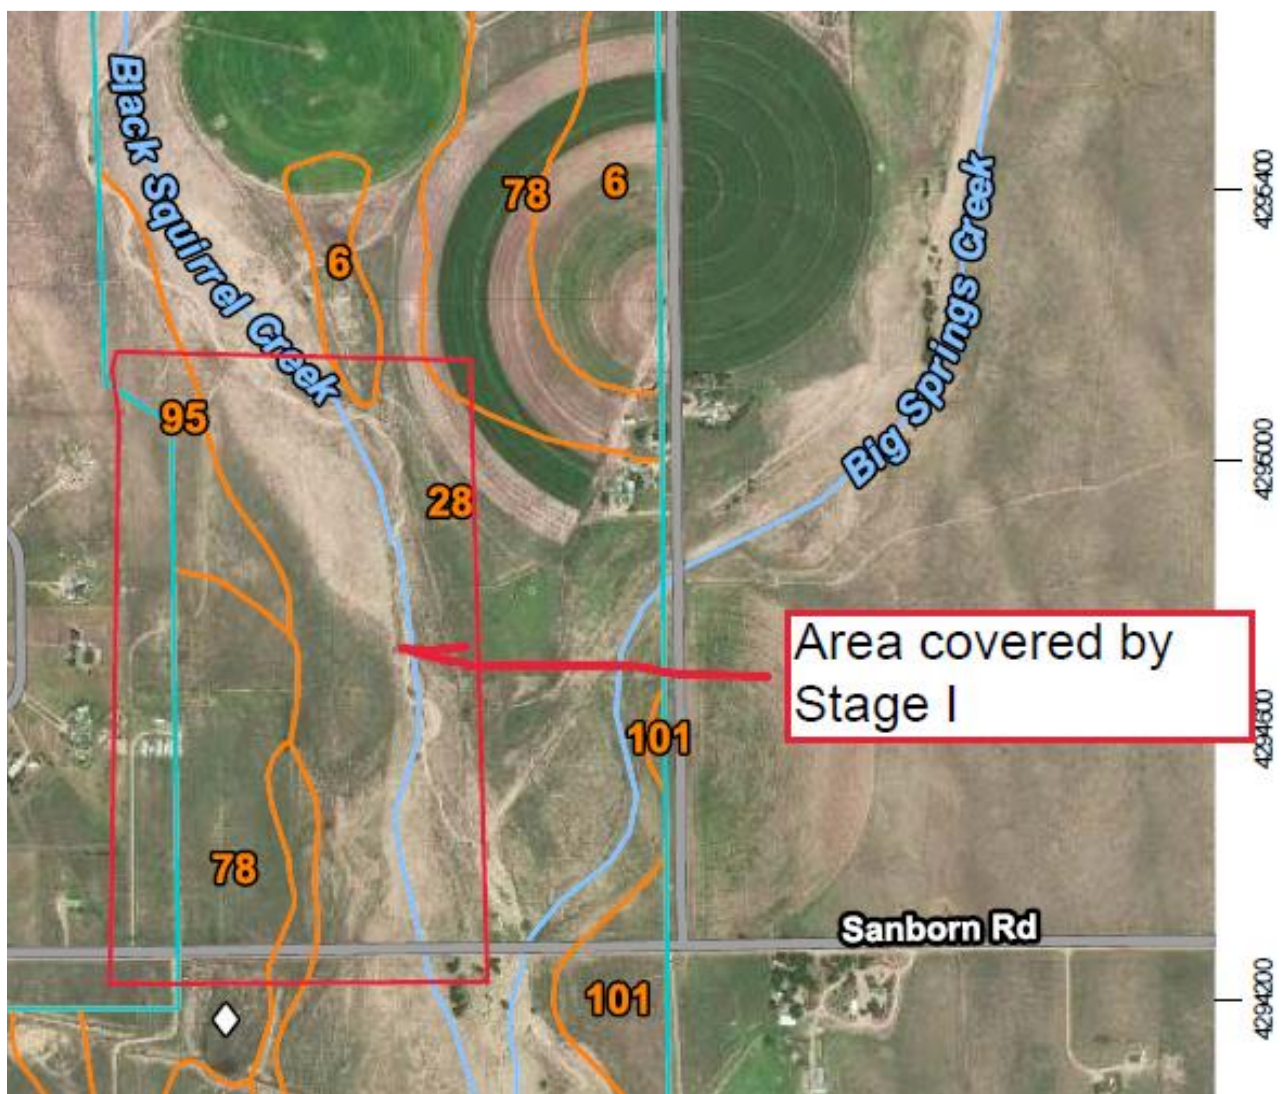 Black Squirrel Creek
Big Springs Creek
78
6
6
95
28
Area covered by
Stage I
101
78
Sanborn Rd
101
4295400
4295000
4294600
4294200